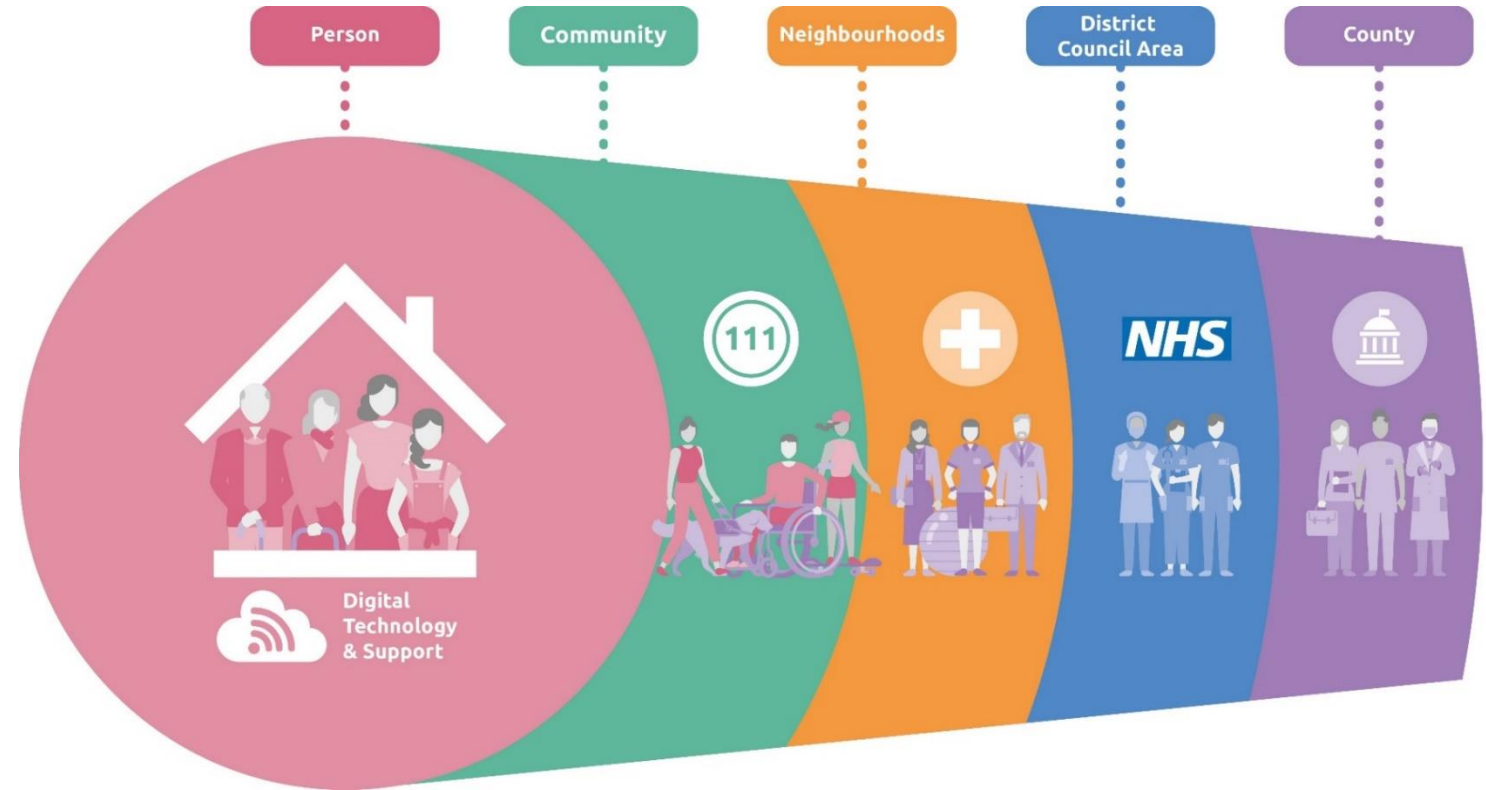 Person
Community
Neighbourhoods
District
Council Area
County
111
NHS
Digital
Technology
& Support